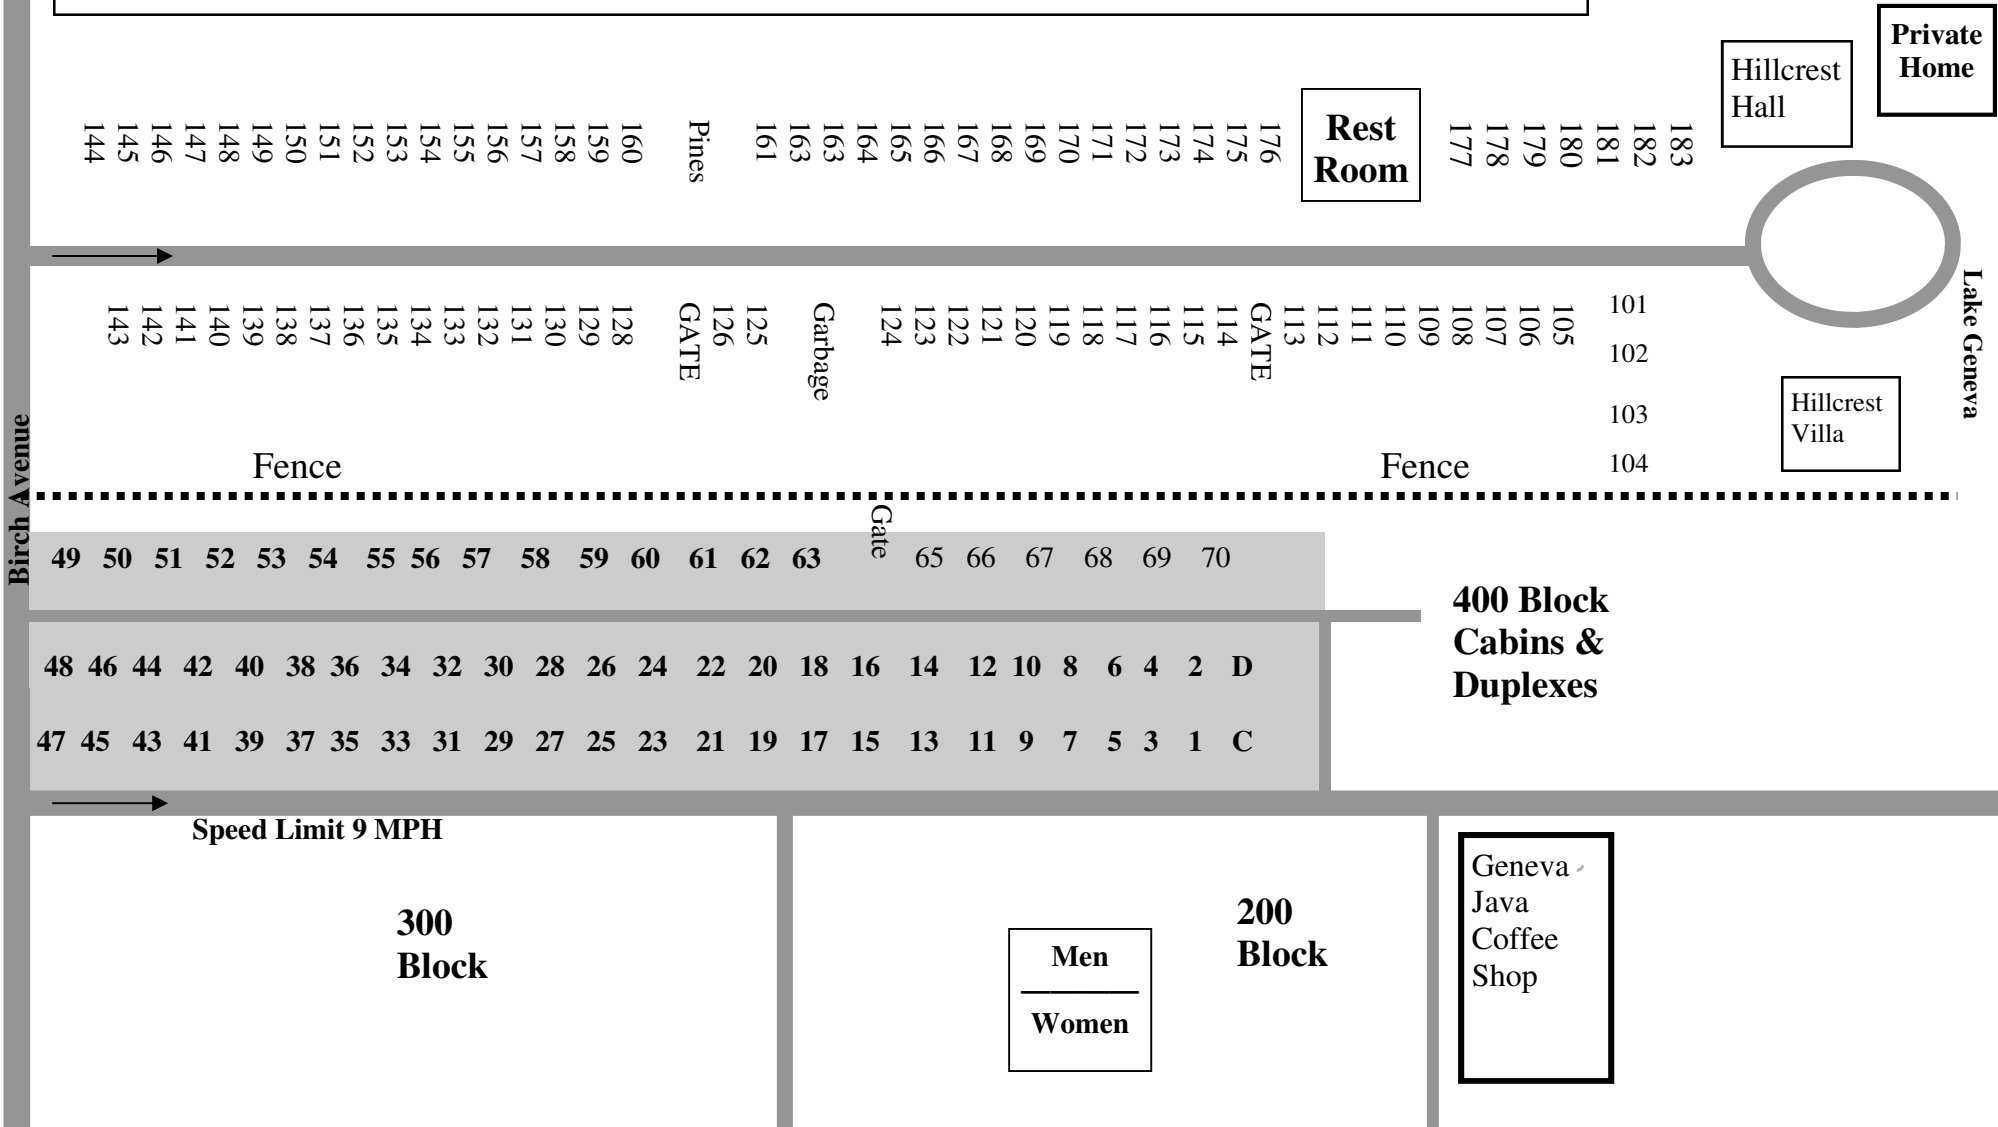 Private
Home
Hillcrest
Hall
144 145 146 147 148 149 150 151 152 153 154 155 156 157 158 159 160 Pines 161 163 163 164 165 166 167 168 169 170 171 172 173 174 175 176
Rest
Room
177 178 179 180 181 182 183
143 142 141 140 139 138 137 136 135 134 133 132 131 130 129 128 GATE 126 125 Garbage 124 123 122 121 120 119 118 117 116 115 114 GATE 113 112 111 110 109 108 107 106 105
101
102
103
104
Lake Geneva
Hillcrest
Villa
Birch Avenue
Fence
Fence
Gate
49 50 51 52 53 54 55 56 57 58 59 60 61 62 63 65 66 67 68 69 70
400 Block
Cabins &
Duplexes
48 46 44 42 40 38 36 34 32 30 28 26 24 22 20 18 16 14 12 10 8 6 4 2 D
47 45 43 41 39 37 35 33 31 29 27 25 23 21 19 17 15 13 11 9 7 5 3 1 C
Speed Limit 9 MPH
300
Block
Men
Women
200
Block
Geneva
Java
Coffee
Shop